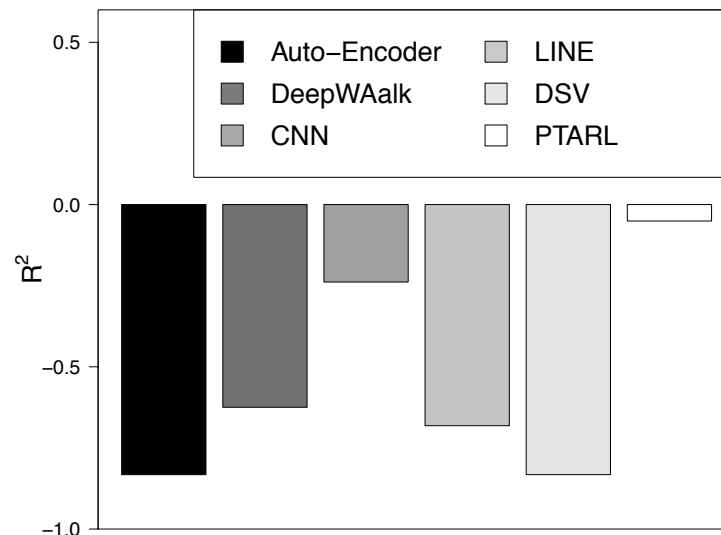 0.5
Auto−Encoder
LINE
DeepWAalk
DSV
CNN
PTARL
0.0
R²
−0.5
−1.0